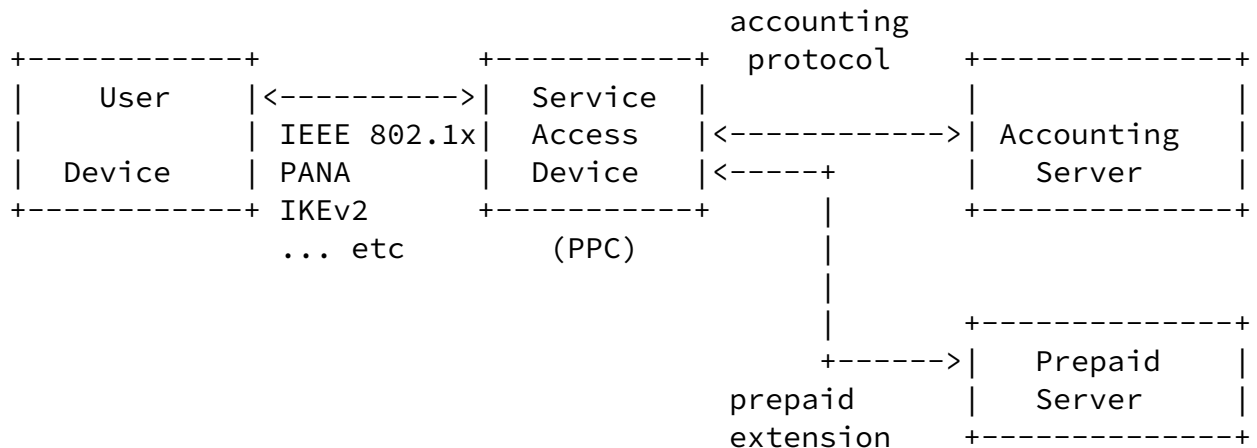 accounting
+------------+ +-----------+ protocol +--------------+
| User |<---------->| Service | | |
| | IEEE 802.1x| Access |<------------>| Accounting |
| Device | PANA | Device |<-----+ | Server |
+------------+ IKEv2 +-----------+ | +--------------+
... etc (PPC) |
|
| +--------------+
+------>| Prepaid |
prepaid | Server |
extension +--------------+